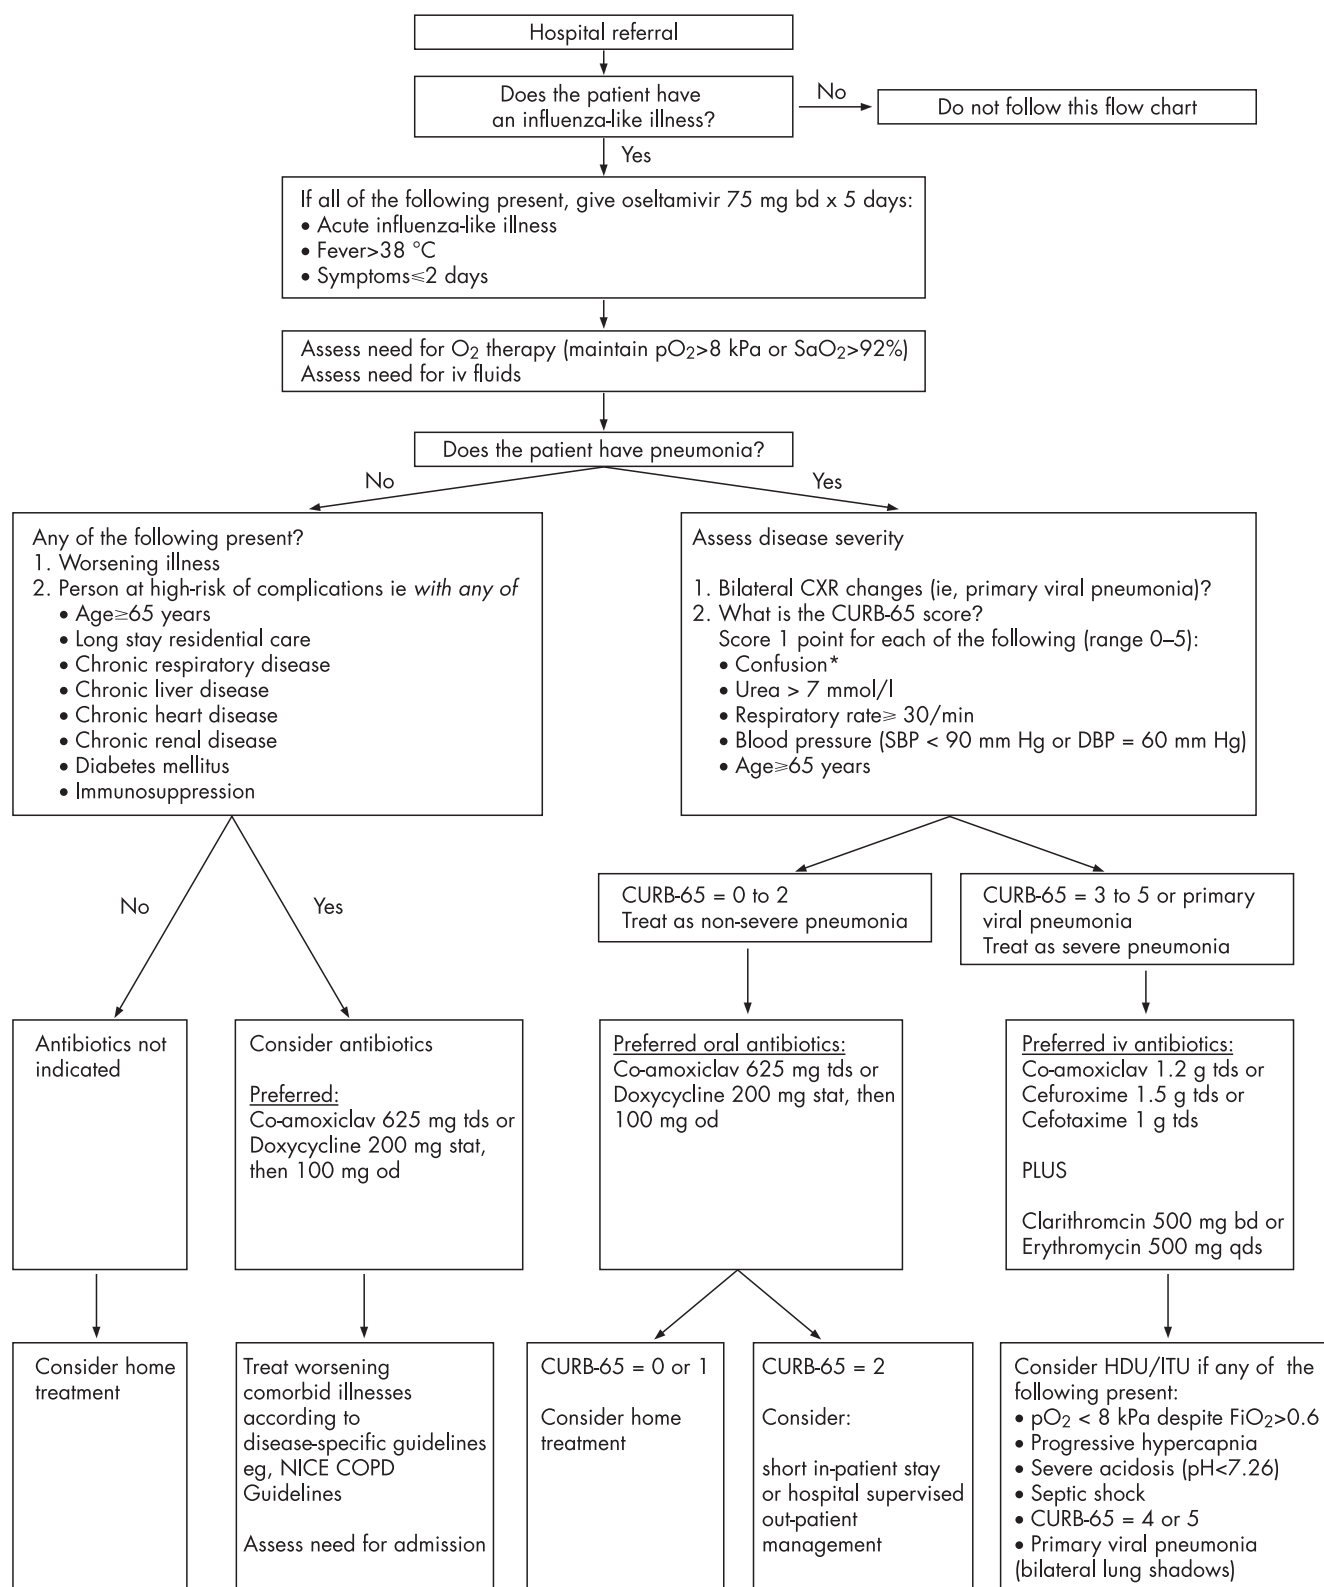 Hospital referral
Does the patient have
an influenza-like illness?
No
Do not follow this flow chart
Yes
If all of the following present, give oseltamivir 75 mg bd x 5 days:
• Acute influenza-like illness
• Fever>38 °C
• Symptoms≤2 days
Assess need for O₂ therapy (maintain pO₂>8 kPa or SaO₂>92%)
Assess need for iv fluids
Does the patient have pneumonia?
No
Yes
Any of the following present?
1. Worsening illness
2. Person at high-risk of complications ie with any of
• Age≥65 years
• Long stay residential care
• Chronic respiratory disease
• Chronic liver disease
• Chronic heart disease
• Chronic renal disease
• Diabetes mellitus
• Immunosuppression
Assess disease severity
1. Bilateral CXR changes (ie, primary viral pneumonia)?
2. What is the CURB-65 score?
Score 1 point for each of the following (range 0–5):
• Confusion*
• Urea > 7 mmol/l
• Respiratory rate≥ 30/min
• Blood pressure (SBP < 90 mm Hg or DBP = 60 mm Hg)
• Age≥65 years
No
Yes
CURB-65 = 0 to 2
Treat as non-severe pneumonia
CURB-65 = 3 to 5 or primary
viral pneumonia
Treat as severe pneumonia
Antibiotics not
indicated
Consider antibiotics
Preferred:
Co-amoxiclav 625 mg tds or
Doxycycline 200 mg stat,
then 100 mg od
Preferred oral antibiotics:
Co-amoxiclav 625 mg tds or
Doxycycline 200 mg stat, then
100 mg od
Preferred iv antibiotics:
Co-amoxiclav 1.2 g tds or
Cefuroxime 1.5 g tds or
Cefotaxime 1 g tds
PLUS
Clarithromcin 500 mg bd or
Erythromycin 500 mg qds
Consider home
treatment
Treat worsening
comorbid illnesses
according to
disease-specific guidelines
eg, NICE COPD
Guidelines
Assess need for admission
CURB-65 = 0 or 1
Consider home
treatment
CURB-65 = 2
Consider:
short in-patient stay
or hospital supervised
out-patient
management
Consider HDU/ITU if any of the
following present:
• pO₂ < 8 kPa despite FiO₂>0.6
• Progressive hypercapnia
• Severe acidosis (pH<7.26)
• Septic shock
• CURB-65 = 4 or 5
• Primary viral pneumonia
(bilateral lung shadows)